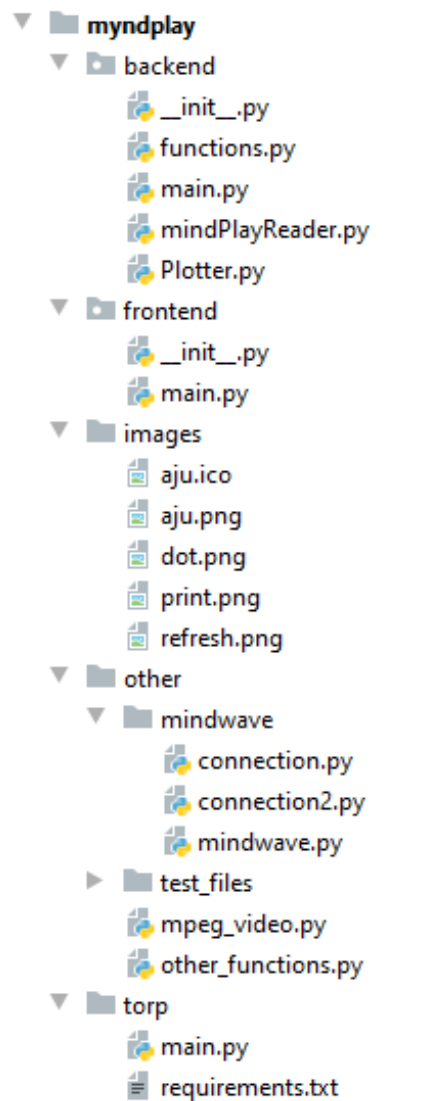 myndplay
backend
__init__.py
functions.py
main.py
mindPlayReader.py
Plotter.py
frontend
__init__.py
main.py
images
aju.ico
aju.png
dot.png
print.png
refresh.png
other
mindwave
connection.py
connection2.py
mindwave.py
test_files
mpeg_video.py
other_functions.py
torp
main.py
requirements.txt